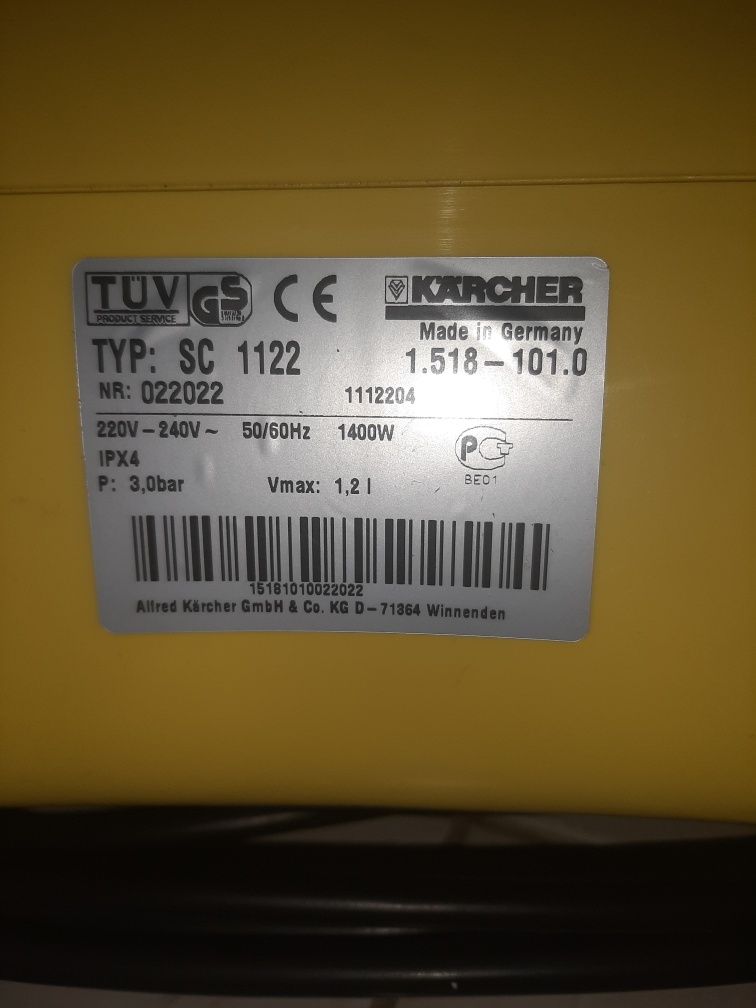 TÜV
PRODUCT SERVICE
GS
CE
KÄRCHER
Made in Germany
TYP: SC 1122 1.518-101.0
NR: 022022 1112204
220V-240V~ 50/60Hz 1400W
IPX4
P: 3,0bar Vmax: 1,2 l
BE01
15181010022022
Alfred Kärcher GmbH & Co. KG D-71364 Winnenden